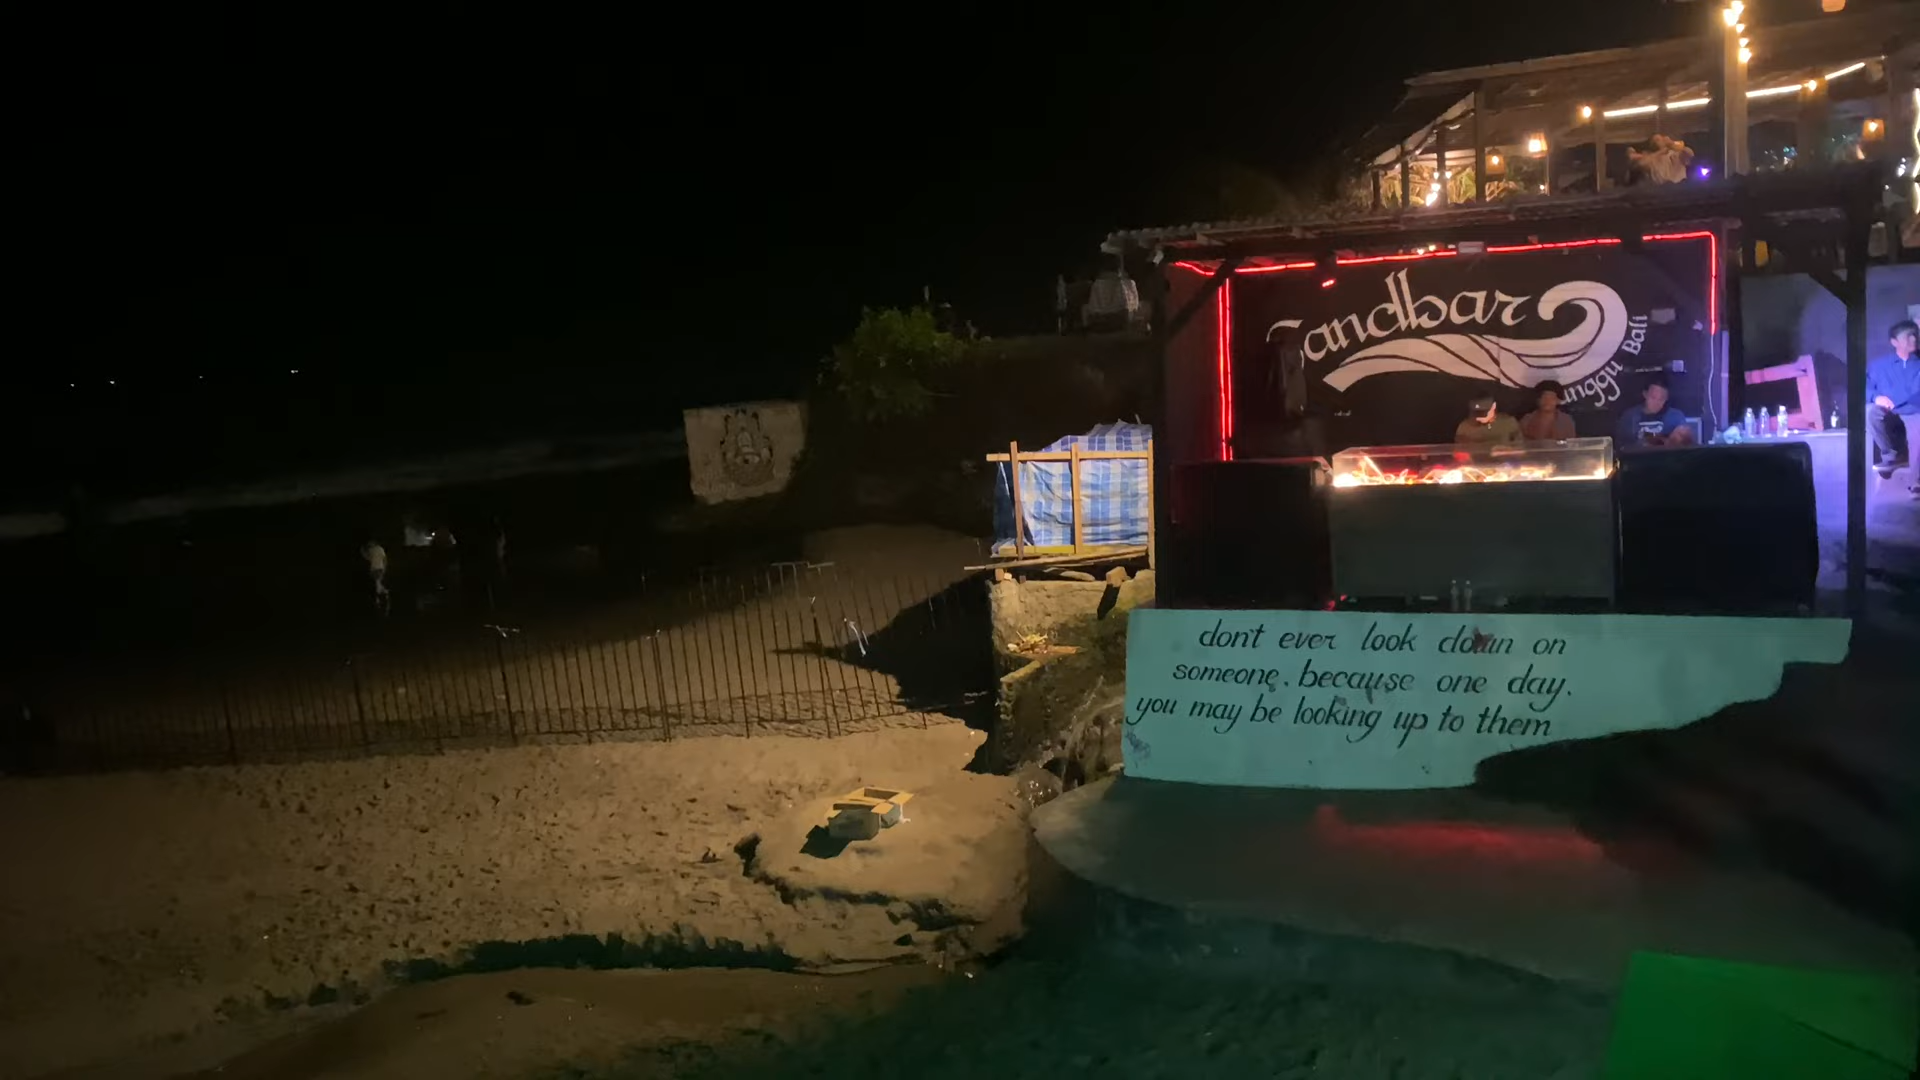 Sandbar
Canggu Bali
don't ever look down on
someone. because one day.
you may be looking up to them